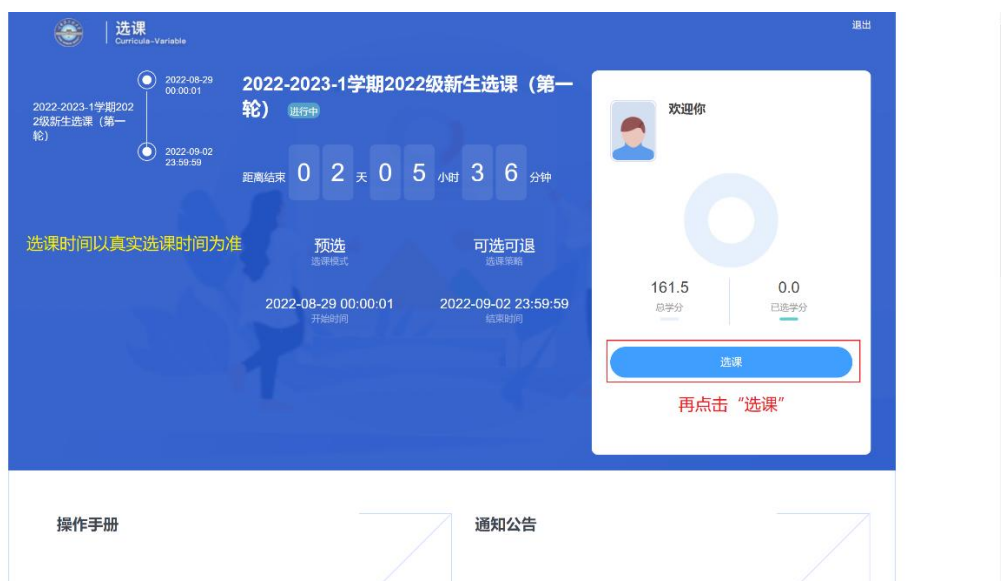 选课
Curricula-Variable
退出
2022-08-29
00:00:01
2022-2023-1学期202
2级新生选课（第一
轮）
2022-09-02
23:59:59
2022-2023-1学期2022级新生选课（第一
轮） 进行中
距离结束 0 2 天 0 5 小时 3 6 分钟
选课时间以真实选课时间为准
预选
选课模式
可选可退
选课策略
2022-08-29 00:00:01
开始时间
2022-09-02 23:59:59
结束时间
欢迎你
161.5
总学分
0.0
已选学分
选课
再点击“选课”
操作手册
通知公告